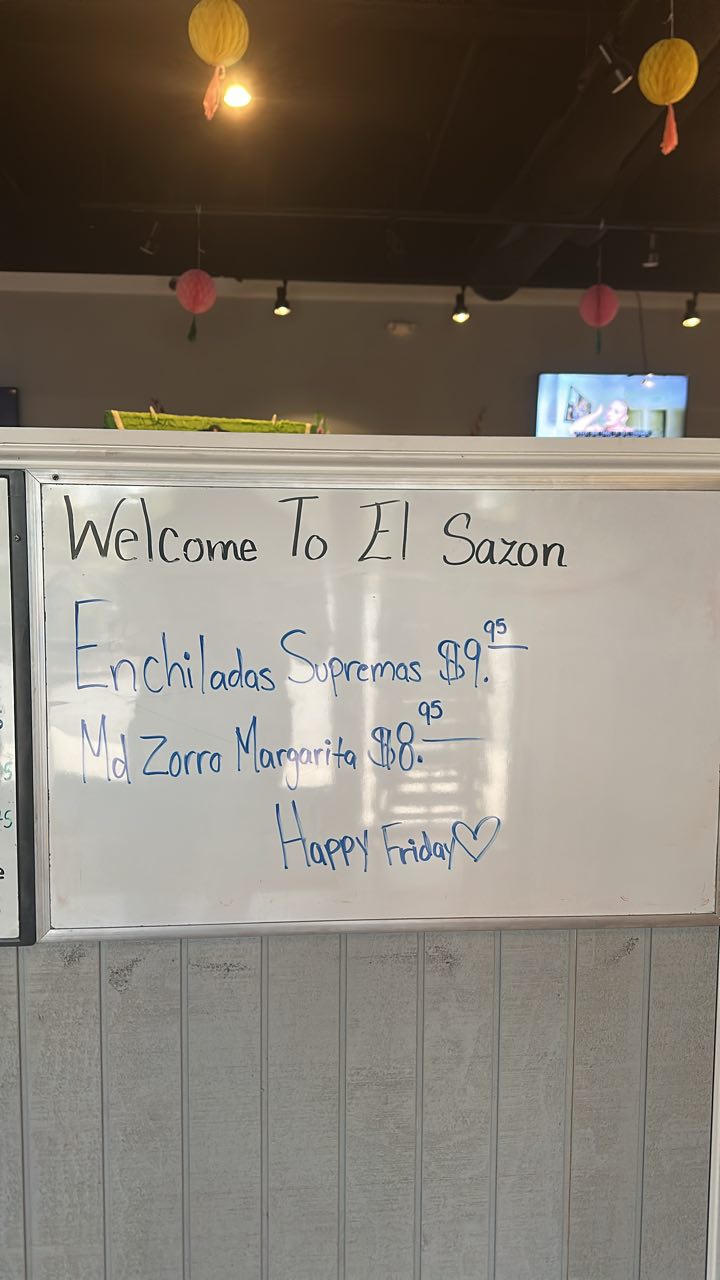 Welcome To El Sazon
Enchiladas Supremas $9.95
Md Zorro Margarita $8.95
Happy Friday♡